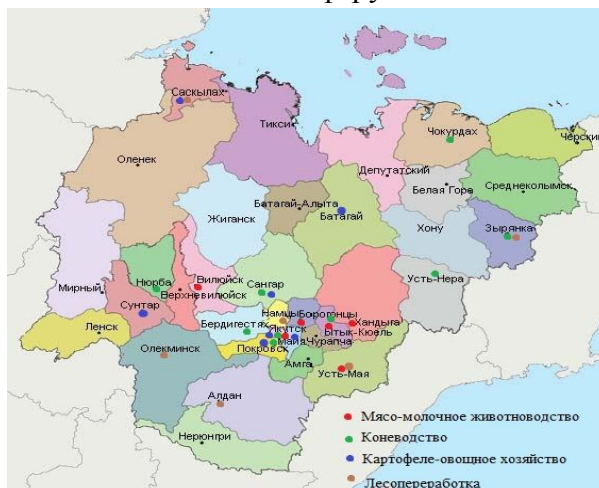 Саскылах
Тикси
Оленек
Чокурдах
Черский
Депутатский
Белая Гора
Среднеколымск
Батагай-Алыта
Батагай
Жиганск
Хону
Зырянка
Усть-Нера
Мирный
Нюрба
Вилюйск
Верхневилюйск
Сангар
Сунтар
Намцы
Борогонцы
Хандыга
Ленск
Бердигестях
Якутск
Ытык-Кюель
Майя
Чурапча
Покровск
Олекминск
Амга
Усть-Мая
Алдан
Нерюнгри
Мясо-молочное животноводство
Коневодство
Картофеле-овощное хозяйство
Лесопереработка